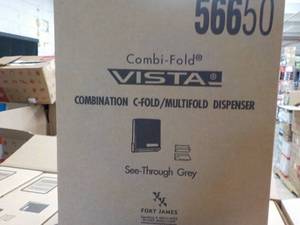 56650
Combi-Fold®
VISTA®
COMBINATION C-FOLD/MULTIFOLD DISPENSER
See-Through Grey
FORT JAMES